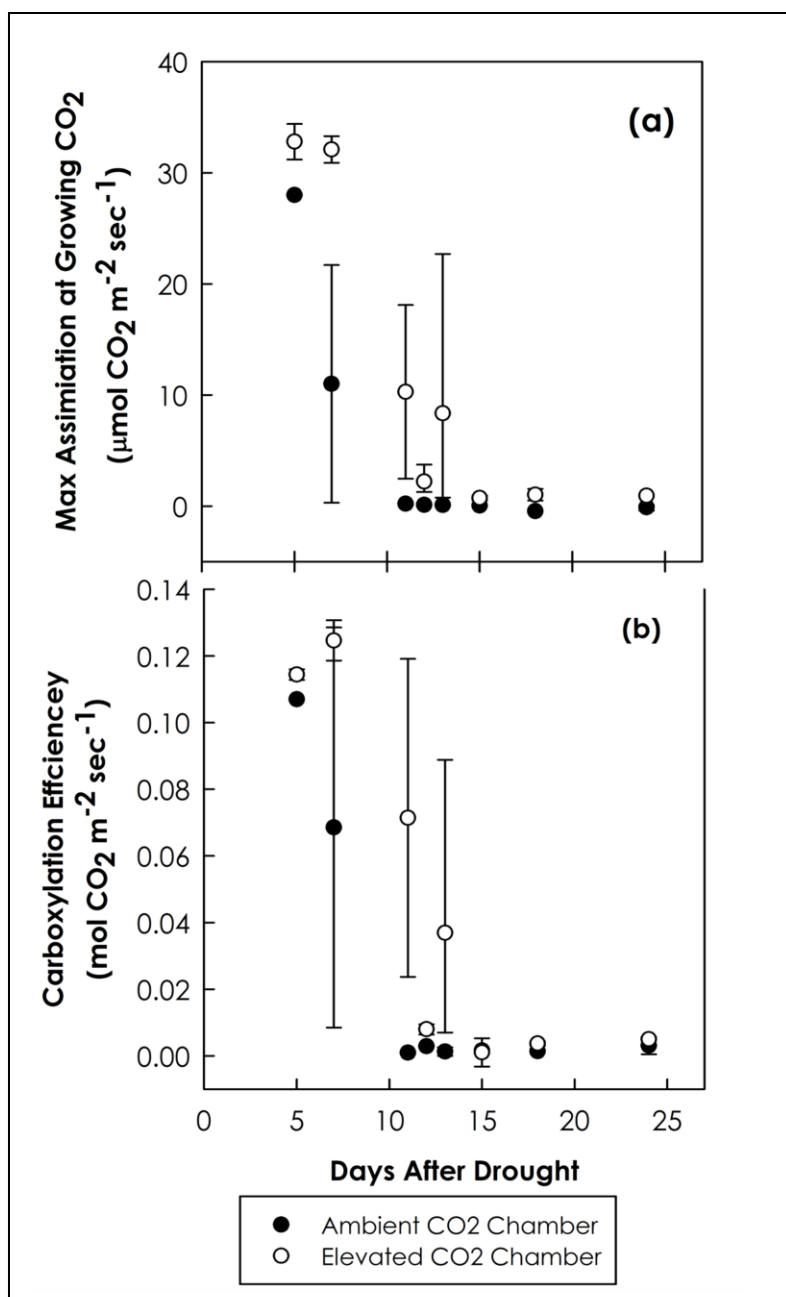 40
30
20
10
0
Max Assimiation at Growing CO2
(μmol CO2 m-2 sec-1)
(a)
0.14
0.12
0.10
0.08
0.06
0.04
0.02
0.00
Carboxylation Effciencey
(mol CO2 m-2 sec-1)
(b)
0 5 10 15 20 25
Days After Drought
Ambient CO2 Chamber
Elevated CO2 Chamber